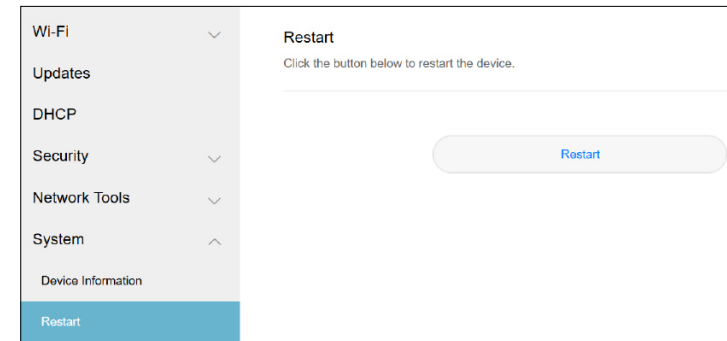 Wi-Fi
Updates
DHCP
Security
Network Tools
System
Device Information
Restart
Restart
Click the button below to restart the device.
Restart